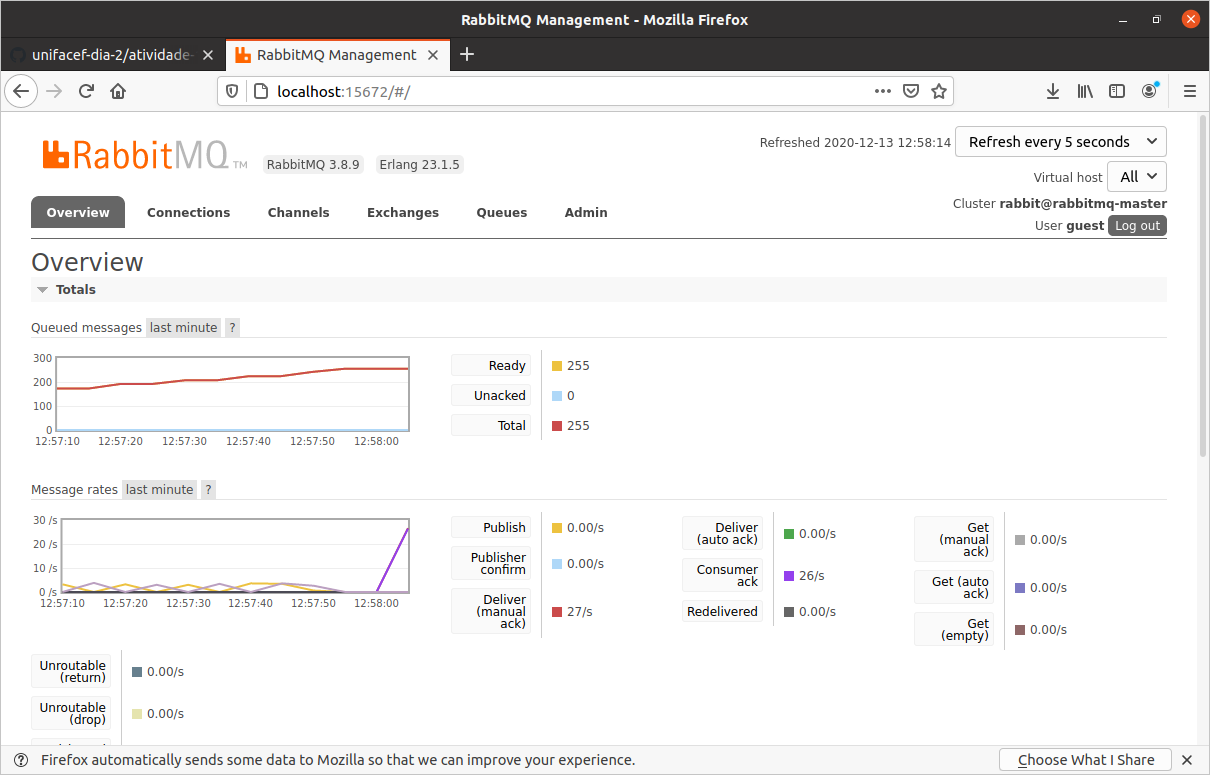 RabbitMQ Management - Mozilla Firefox
unifacef-dia-2/atividade-
RabbitMQ Management
localhost:15672/#/
RabbitMQ TM
RabbitMQ 3.8.9
Erlang 23.1.5
Refreshed 2020-12-13 12:58:14
Refresh every 5 seconds
Virtual host
All
Cluster rabbit@rabbitmq-master
User guest
Log out
Overview
Connections
Channels
Exchanges
Queues
Admin
Overview
Totals
Queued messages last minute ?
300
200
100
0
12:57:10 12:57:20 12:57:30 12:57:40 12:57:50 12:58:00
Ready 255
Unacked 0
Total 255
Message rates last minute ?
30 /s
20 /s
10 /s
0 /s
12:57:10 12:57:20 12:57:30 12:57:40 12:57:50 12:58:00
Publish 0.00/s
Publisher
confirm
0.00/s
Deliver
(manual
ack)
27/s
Deliver
(auto ack)
0.00/s
Consumer
ack
26/s
Redelivered 0.00/s
Get
(manual
ack)
0.00/s
Get (auto
ack)
0.00/s
Get
(empty)
0.00/s
Unroutable
(return)
0.00/s
Unroutable
(drop)
0.00/s
? Firefox automatically sends some data to Mozilla so that we can improve your experience.
Choose What I Share